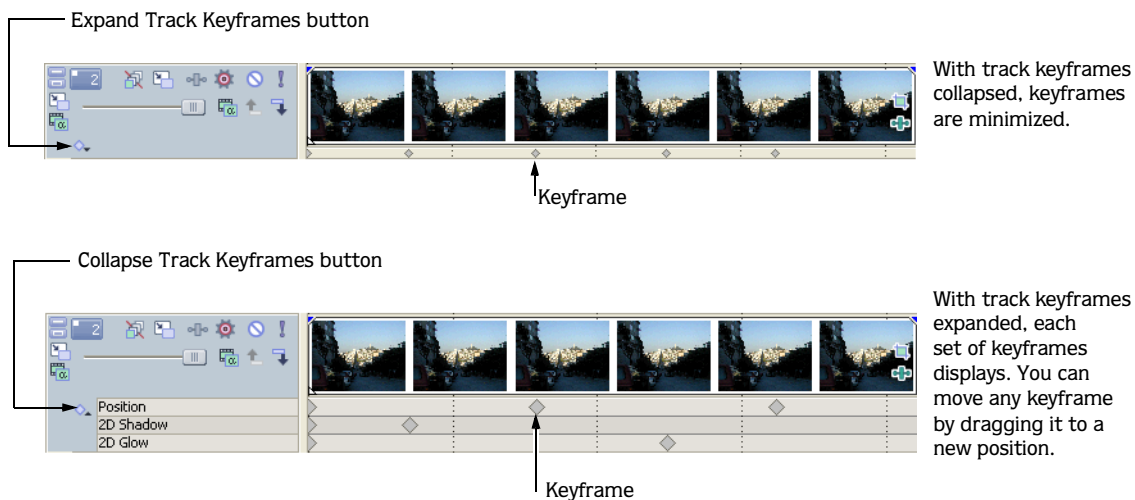 Expand Track Keyframes button
2
With track keyframes
collapsed, keyframes
are minimized.
Keyframe
Collapse Track Keyframes button
2
Position
2D Shadow
2D Glow
With track keyframes
expanded, each
set of keyframes
displays. You can
move any keyframe
by dragging it to a
new position.
Keyframe